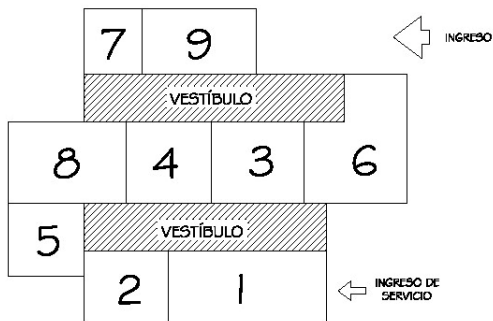 7 9
INGRESO
VESTÍBULO
8 4 3 6
5
VESTÍBULO
2 1
INGRESO DE
SERVICIO